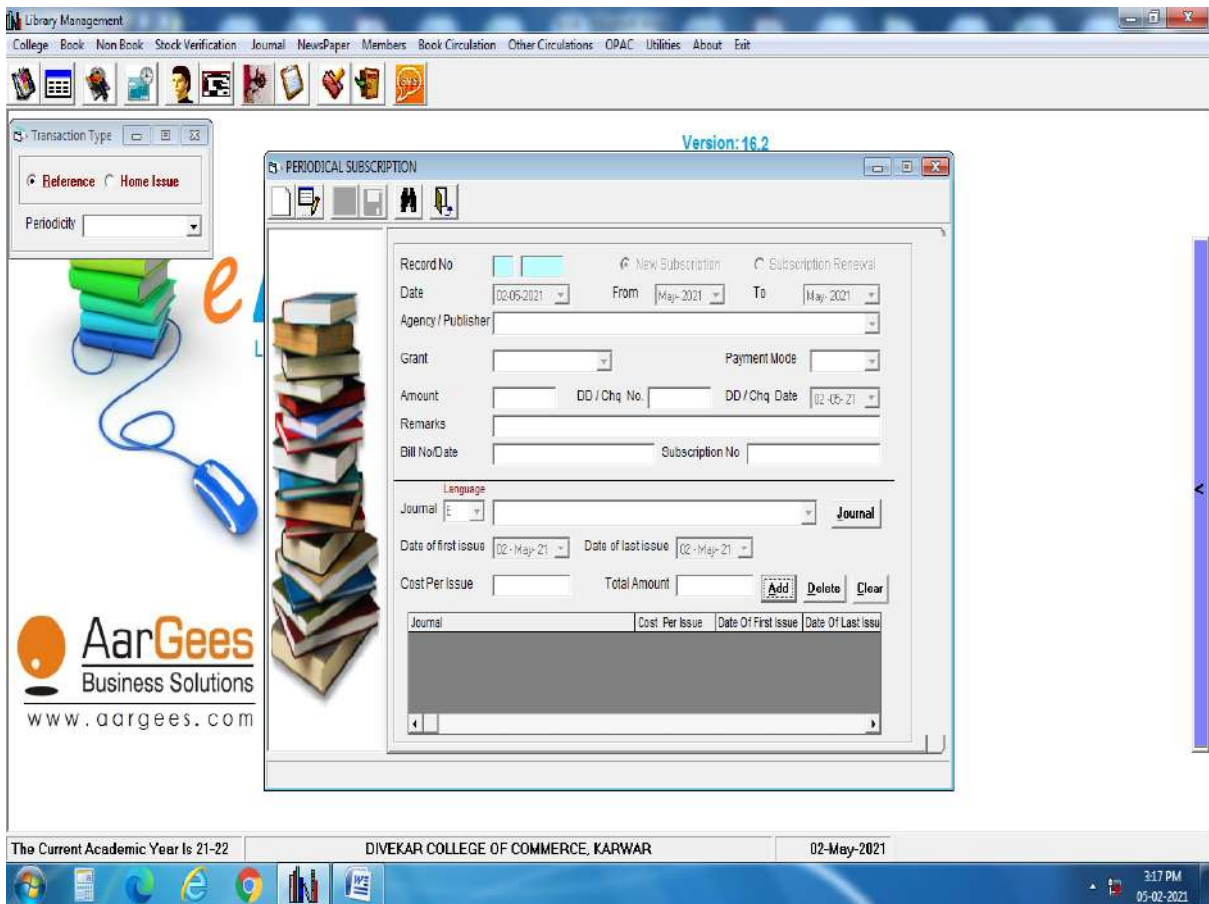 Library Management
College Book Non Book Stock Verification Journal NewsPaper Members Book Circulation Other Circulations OPAC Utilities About Exit
Version: 16.2
Transaction Type
Reference Home Issue
Periodicity
PERIODICAL SUBSCRIPTION
Record No New Subscription Subscription Renewal
Date 02-05-2021 From May-2021 To May-2021
Agency / Publisher
Grant Payment Mode
Amount DD / Chq No. DD / Chq Date 02-05-21
Remarks
Bill No/Date Subscription No
Language
Journal E Journal
Date of first issue 02-May-21 Date of last issue 02-May-21
Cost Per Issue Total Amount Add Delete Clear
Journal Cost Per Issue Date Of First Issue Date Of Last Issu
e
L
AarGees
Business Solutions
www.aargees.com
The Current Academic Year Is 21-22 DIVEKAR COLLEGE OF COMMERCE, KARWAR 02-May-2021
3:17 PM
05-02-2021